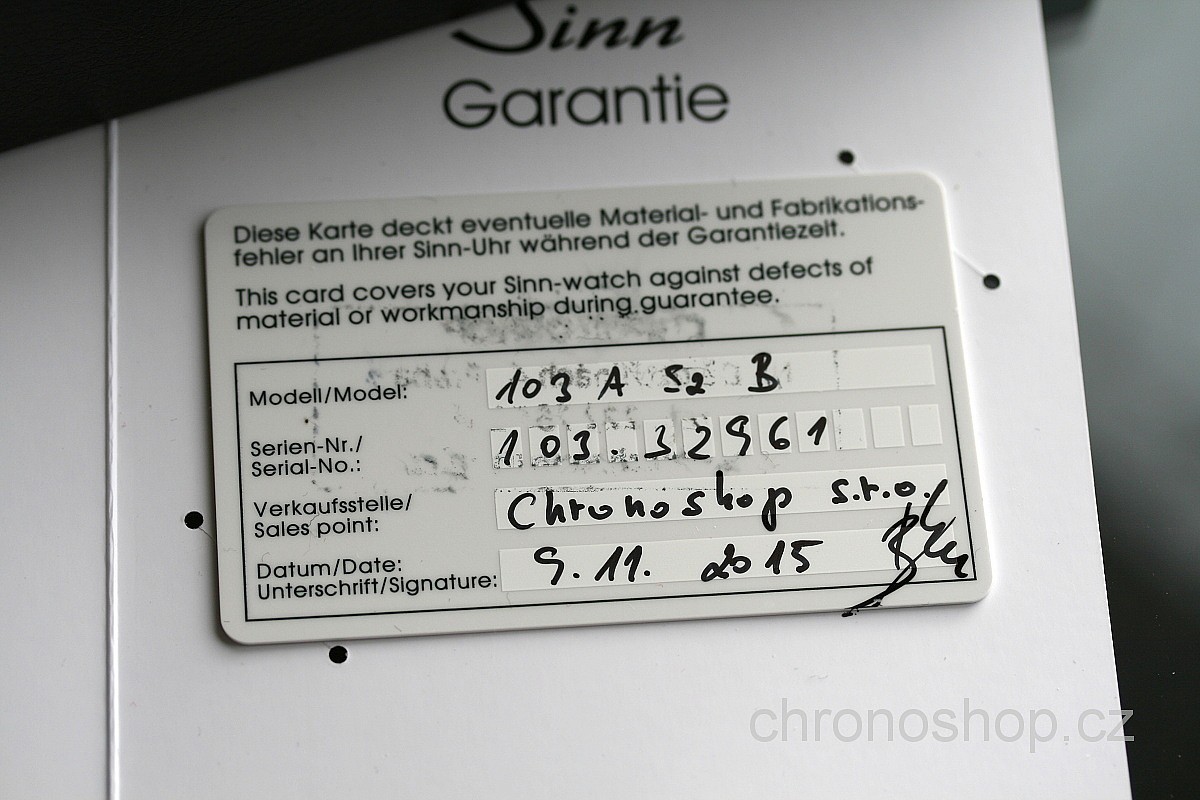 Sinn
Garantie
Diese Karte deckt eventuelle Material- und Fabrikations-
fehler an Ihrer Sinn-Uhr während der Garantiezeit.
This card covers your Sinn-watch against defects of
material or workmanship during guarantee.
Modell/Model: 103 A Sa B
Serien-Nr./
Serial-No.: 103.32961
Verkaufsstelle/
Sales point: Chronoshop s.r.o.
Datum/Date:
Unterschrift/Signature: 9.11. 2015
chronoshop.cz